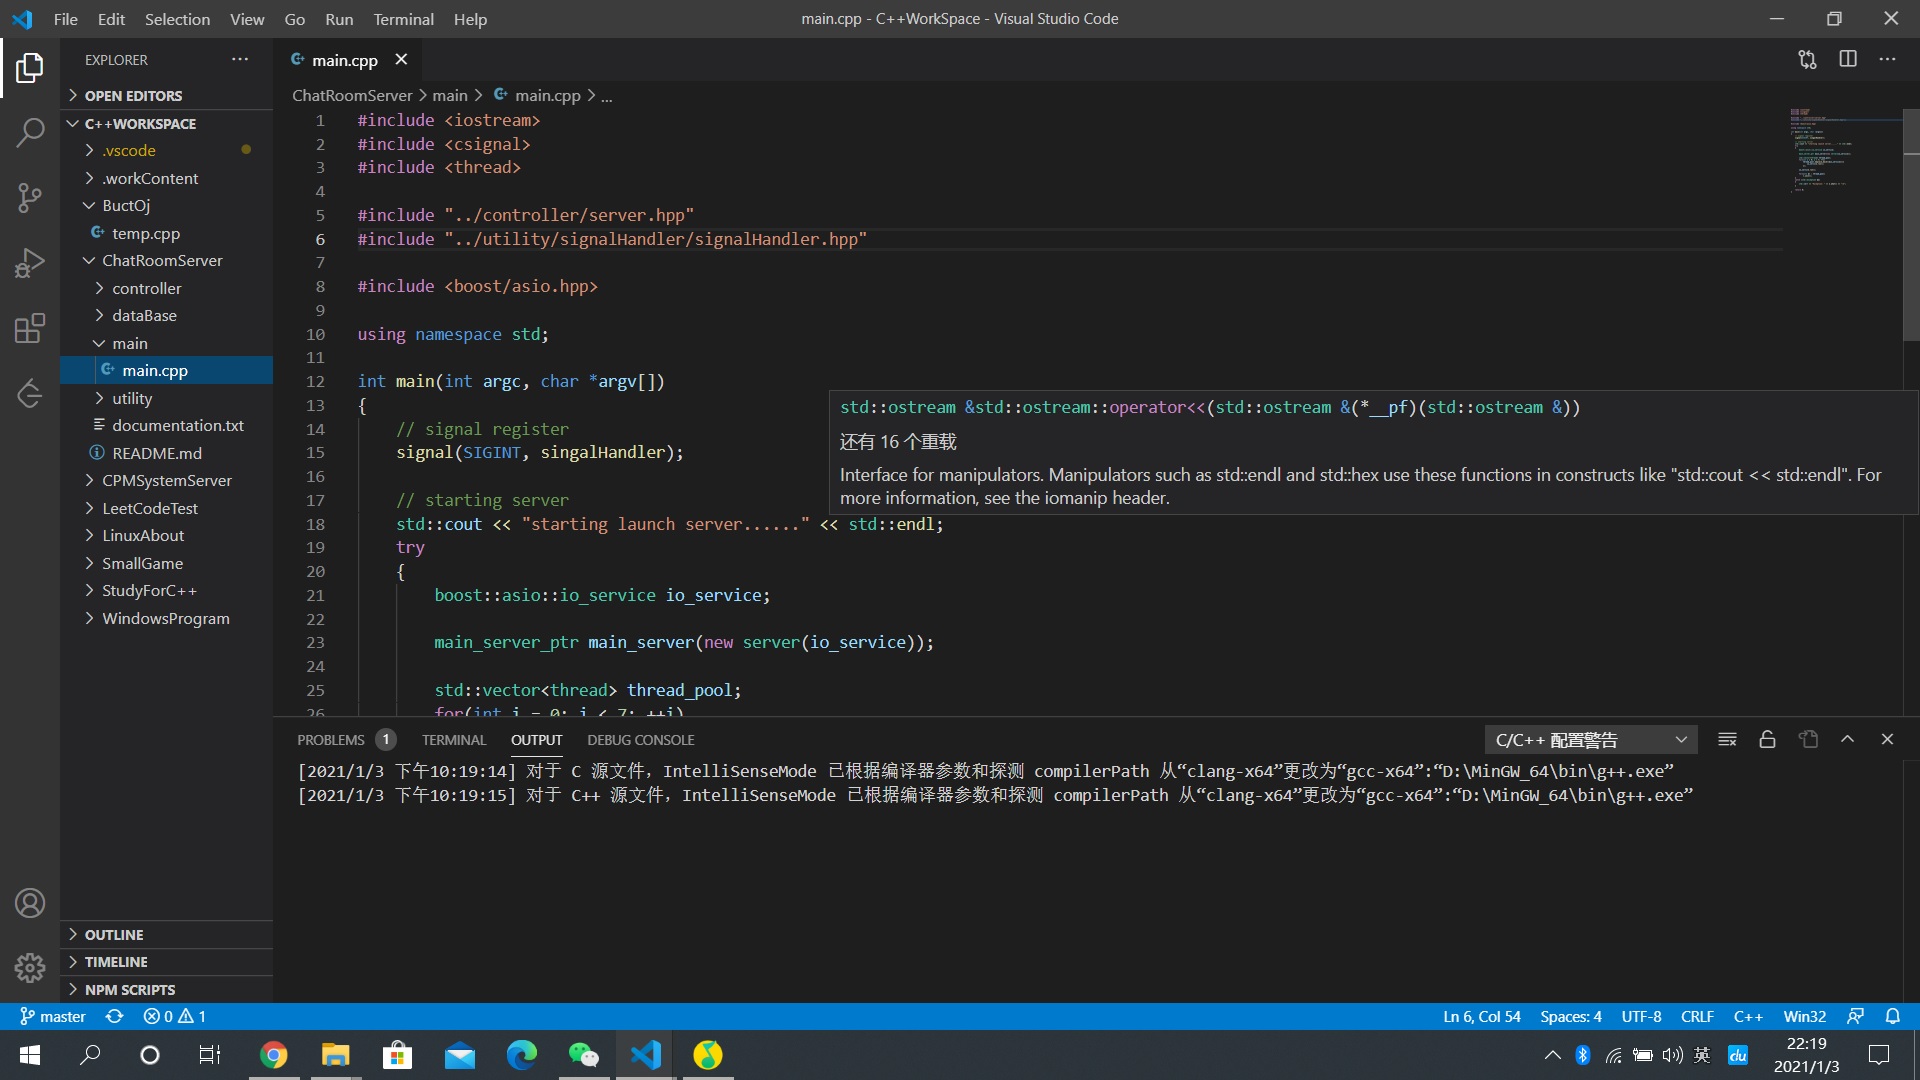 File Edit Selection View Go Run Terminal Help
main.cpp - C++WorkSpace - Visual Studio Code
EXPLORER
OPEN EDITORS
C++WORKSPACE
.vscode
.workContent
BuctOj
temp.cpp
ChatRoomServer
controller
dataBase
main
main.cpp
utility
documentation.txt
README.md
CPMSystemServer
LeetCodeTest
LinuxAbout
SmallGame
StudyForC++
WindowsProgram
OUTLINE
TIMELINE
NPM SCRIPTS
main.cpp
ChatRoomServer > main > main.cpp > ...
1 #include <iostream>
2 #include <csignal>
3 #include <thread>
4
5 #include "../controller/server.hpp"
6 #include "../utility/signalHandler/signalHandler.hpp"
7
8 #include <boost/asio.hpp>
9
10 using namespace std;
11
12 int main(int argc, char *argv[])
13 {
14 // signal register
15 signal(SIGINT, singalHandler);
16
17 // starting server
18 std::cout << "starting launch server......" << std::endl;
19 try
20 {
21 boost::asio::io_service io_service;
22
23 main_server_ptr main_server(new server(io_service));
24
25 std::vector<thread> thread_pool;
26 for(int i = 0; i < 7; ++i)
std::ostream &std::ostream::operator<<(std::ostream &(*__pf)(std::ostream &))
还有 16 个重载
Interface for manipulators. Manipulators such as std::endl and std::hex use these functions in constructs like "std::cout << std::endl". For
more information, see the iomanip header.
PROBLEMS 1 TERMINAL OUTPUT DEBUG CONSOLE
C/C++ 配置警告
[2021/1/3 下午10:19:14] 对于 C 源文件，IntelliSenseMode 已根据编译器参数和探测 compilerPath 从“clang-x64”更改为“gcc-x64”:“D:\MinGW_64\bin\g++.exe”
[2021/1/3 下午10:19:15] 对于 C++ 源文件，IntelliSenseMode 已根据编译器参数和探测 compilerPath 从“clang-x64”更改为“gcc-x64”:“D:\MinGW_64\bin\g++.exe”
master 0 1
Ln 6, Col 54 Spaces: 4 UTF-8 CRLF C++ Win32
英 du
22:19
2021/1/3